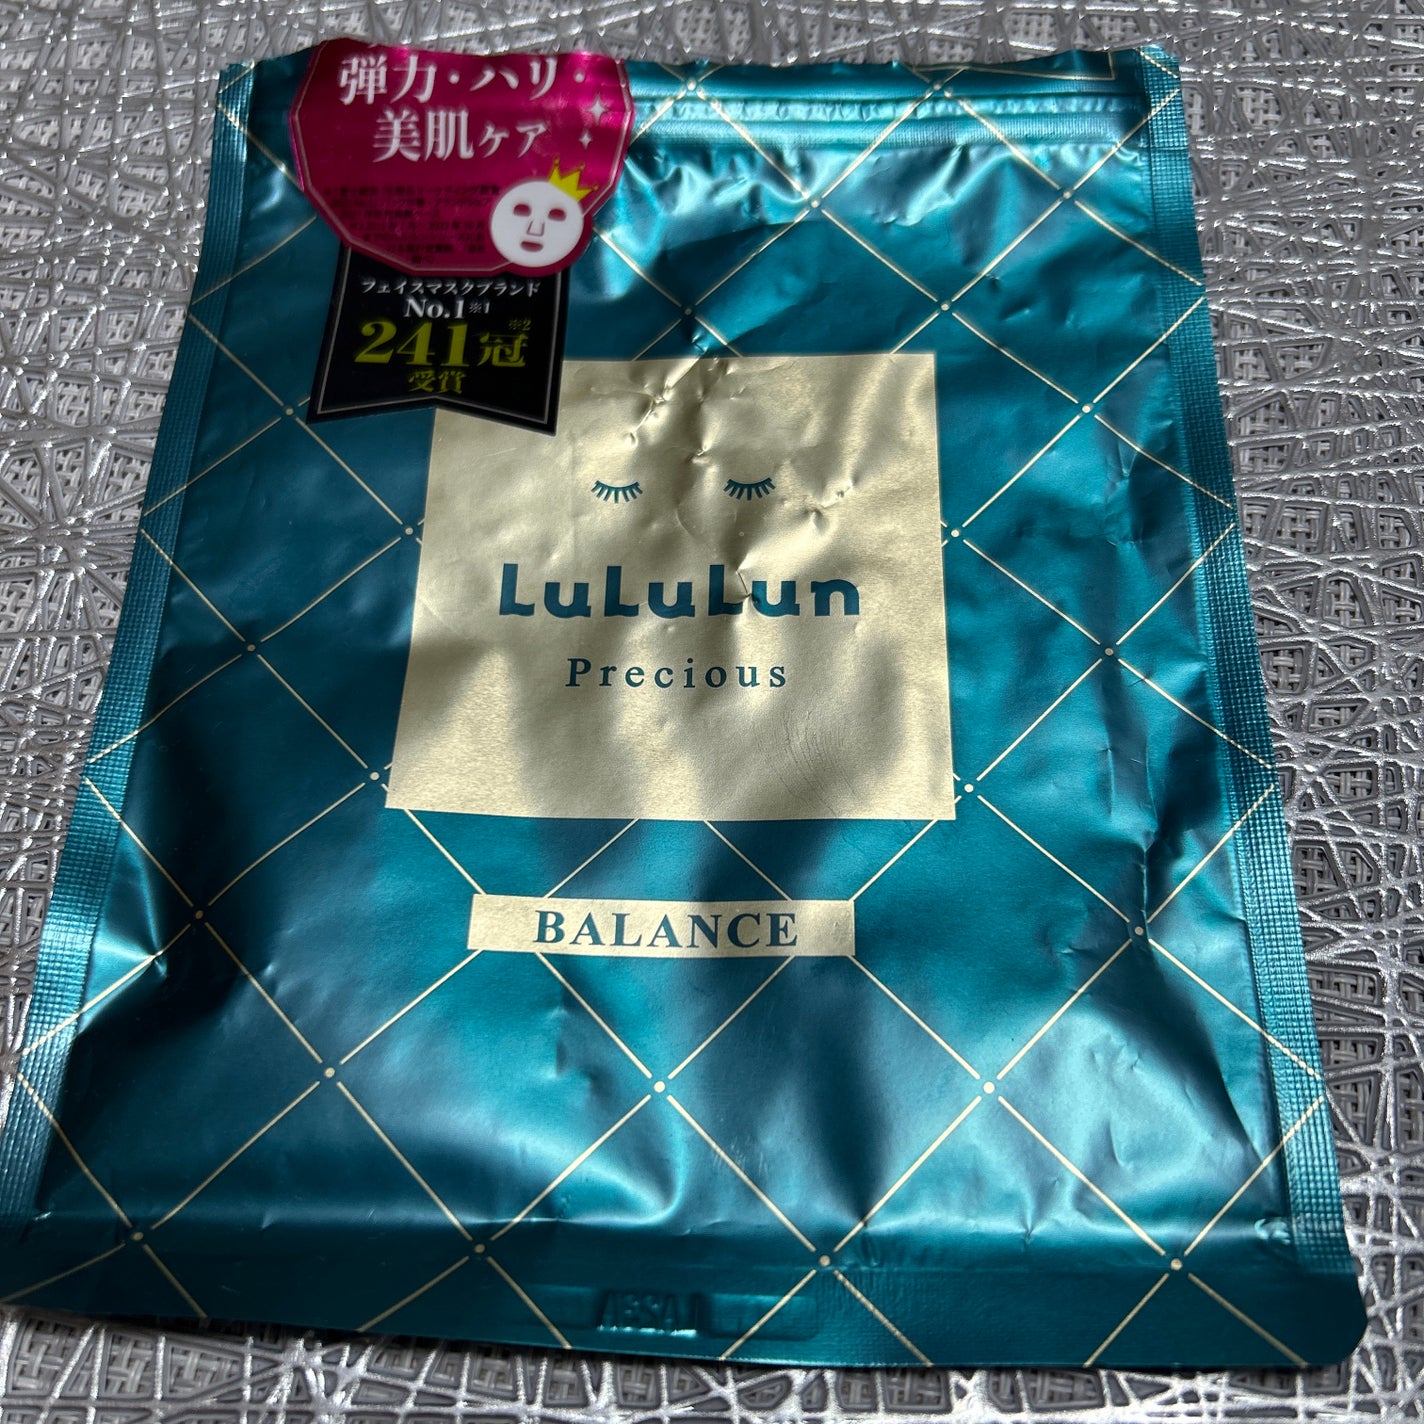 弾力・ハリ・
美肌ケア
フェイスマスクブランド
No.1※1
241冠※2
受賞
LuLuLun
Precious
BALANCE